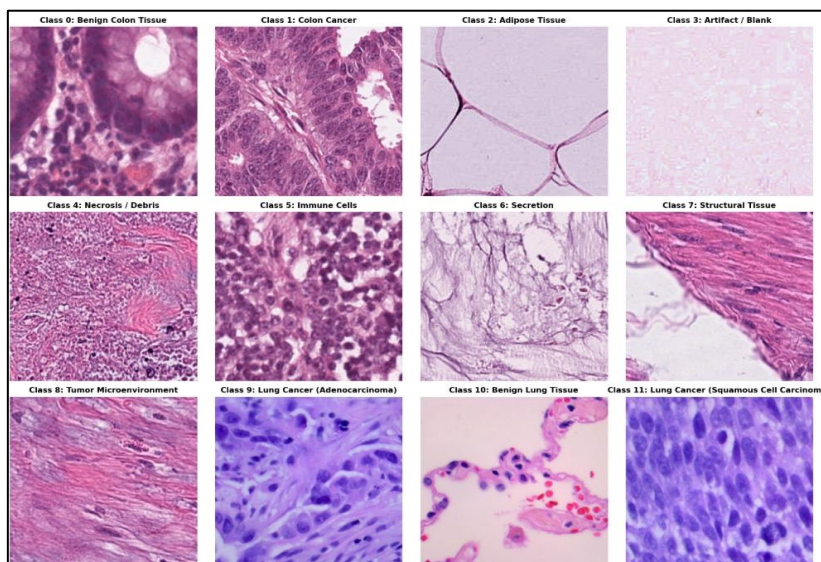 Class 0: Benign Colon Tissue
Class 1: Colon Cancer
Class 2: Adipose Tissue
Class 3: Artifact / Blank
Class 4: Necrosis / Debris
Class 5: Immune Cells
Class 6: Secretion
Class 7: Structural Tissue
Class 8: Tumor Microenvironment
Class 9: Lung Cancer (Adenocarcinoma)
Class 10: Benign Lung Tissue
Class 11: Lung Cancer (Squamous Cell Carcinom